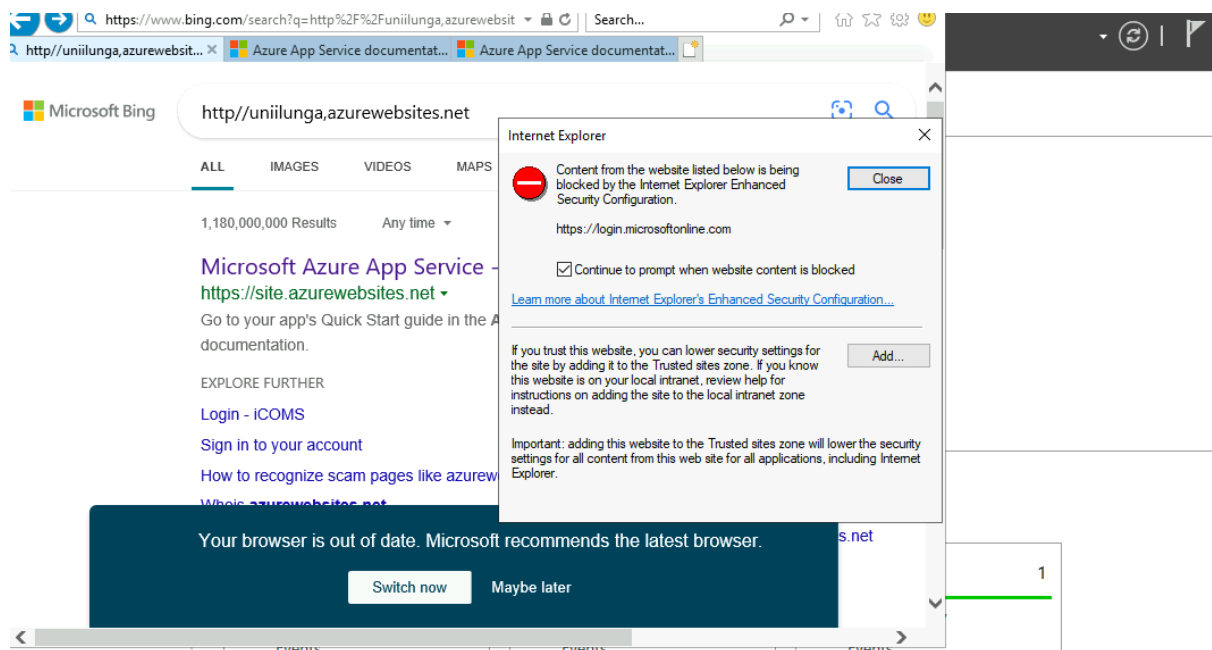 https://www.bing.com/search?q=http%2F%2Funiilunga,azurewebsit
Search...
http//uniilunga,azurewebsit...
Azure App Service documentat...
Azure App Service documentat...
Microsoft Bing
http//uniilunga,azurewebsites.net
ALL IMAGES VIDEOS MAPS
1,180,000,000 Results Any time
Microsoft Azure App Service -
https://site.azurewebsites.net
Go to your app's Quick Start guide in the A
documentation.
EXPLORE FURTHER
Login - iCOMS
Sign in to your account
How to recognize scam pages like azurew
Whois azurewebsites.net
s.net
Internet Explorer
Content from the website listed below is being
blocked by the Internet Explorer Enhanced
Security Configuration.
Close
https://login.microsoftonline.com
Continue to prompt when website content is blocked
Learn more about Internet Explorer's Enhanced Security Configuration...
If you trust this website, you can lower security settings for
the site by adding it to the Trusted sites zone. If you know
this website is on your local intranet, review help for
instructions on adding the site to the local intranet zone
instead.
Add...
Important: adding this website to the Trusted sites zone will lower the security
settings for all content from this web site for all applications, including Internet
Explorer.
Your browser is out of date. Microsoft recommends the latest browser.
Switch now Maybe later
1
Events Events Events